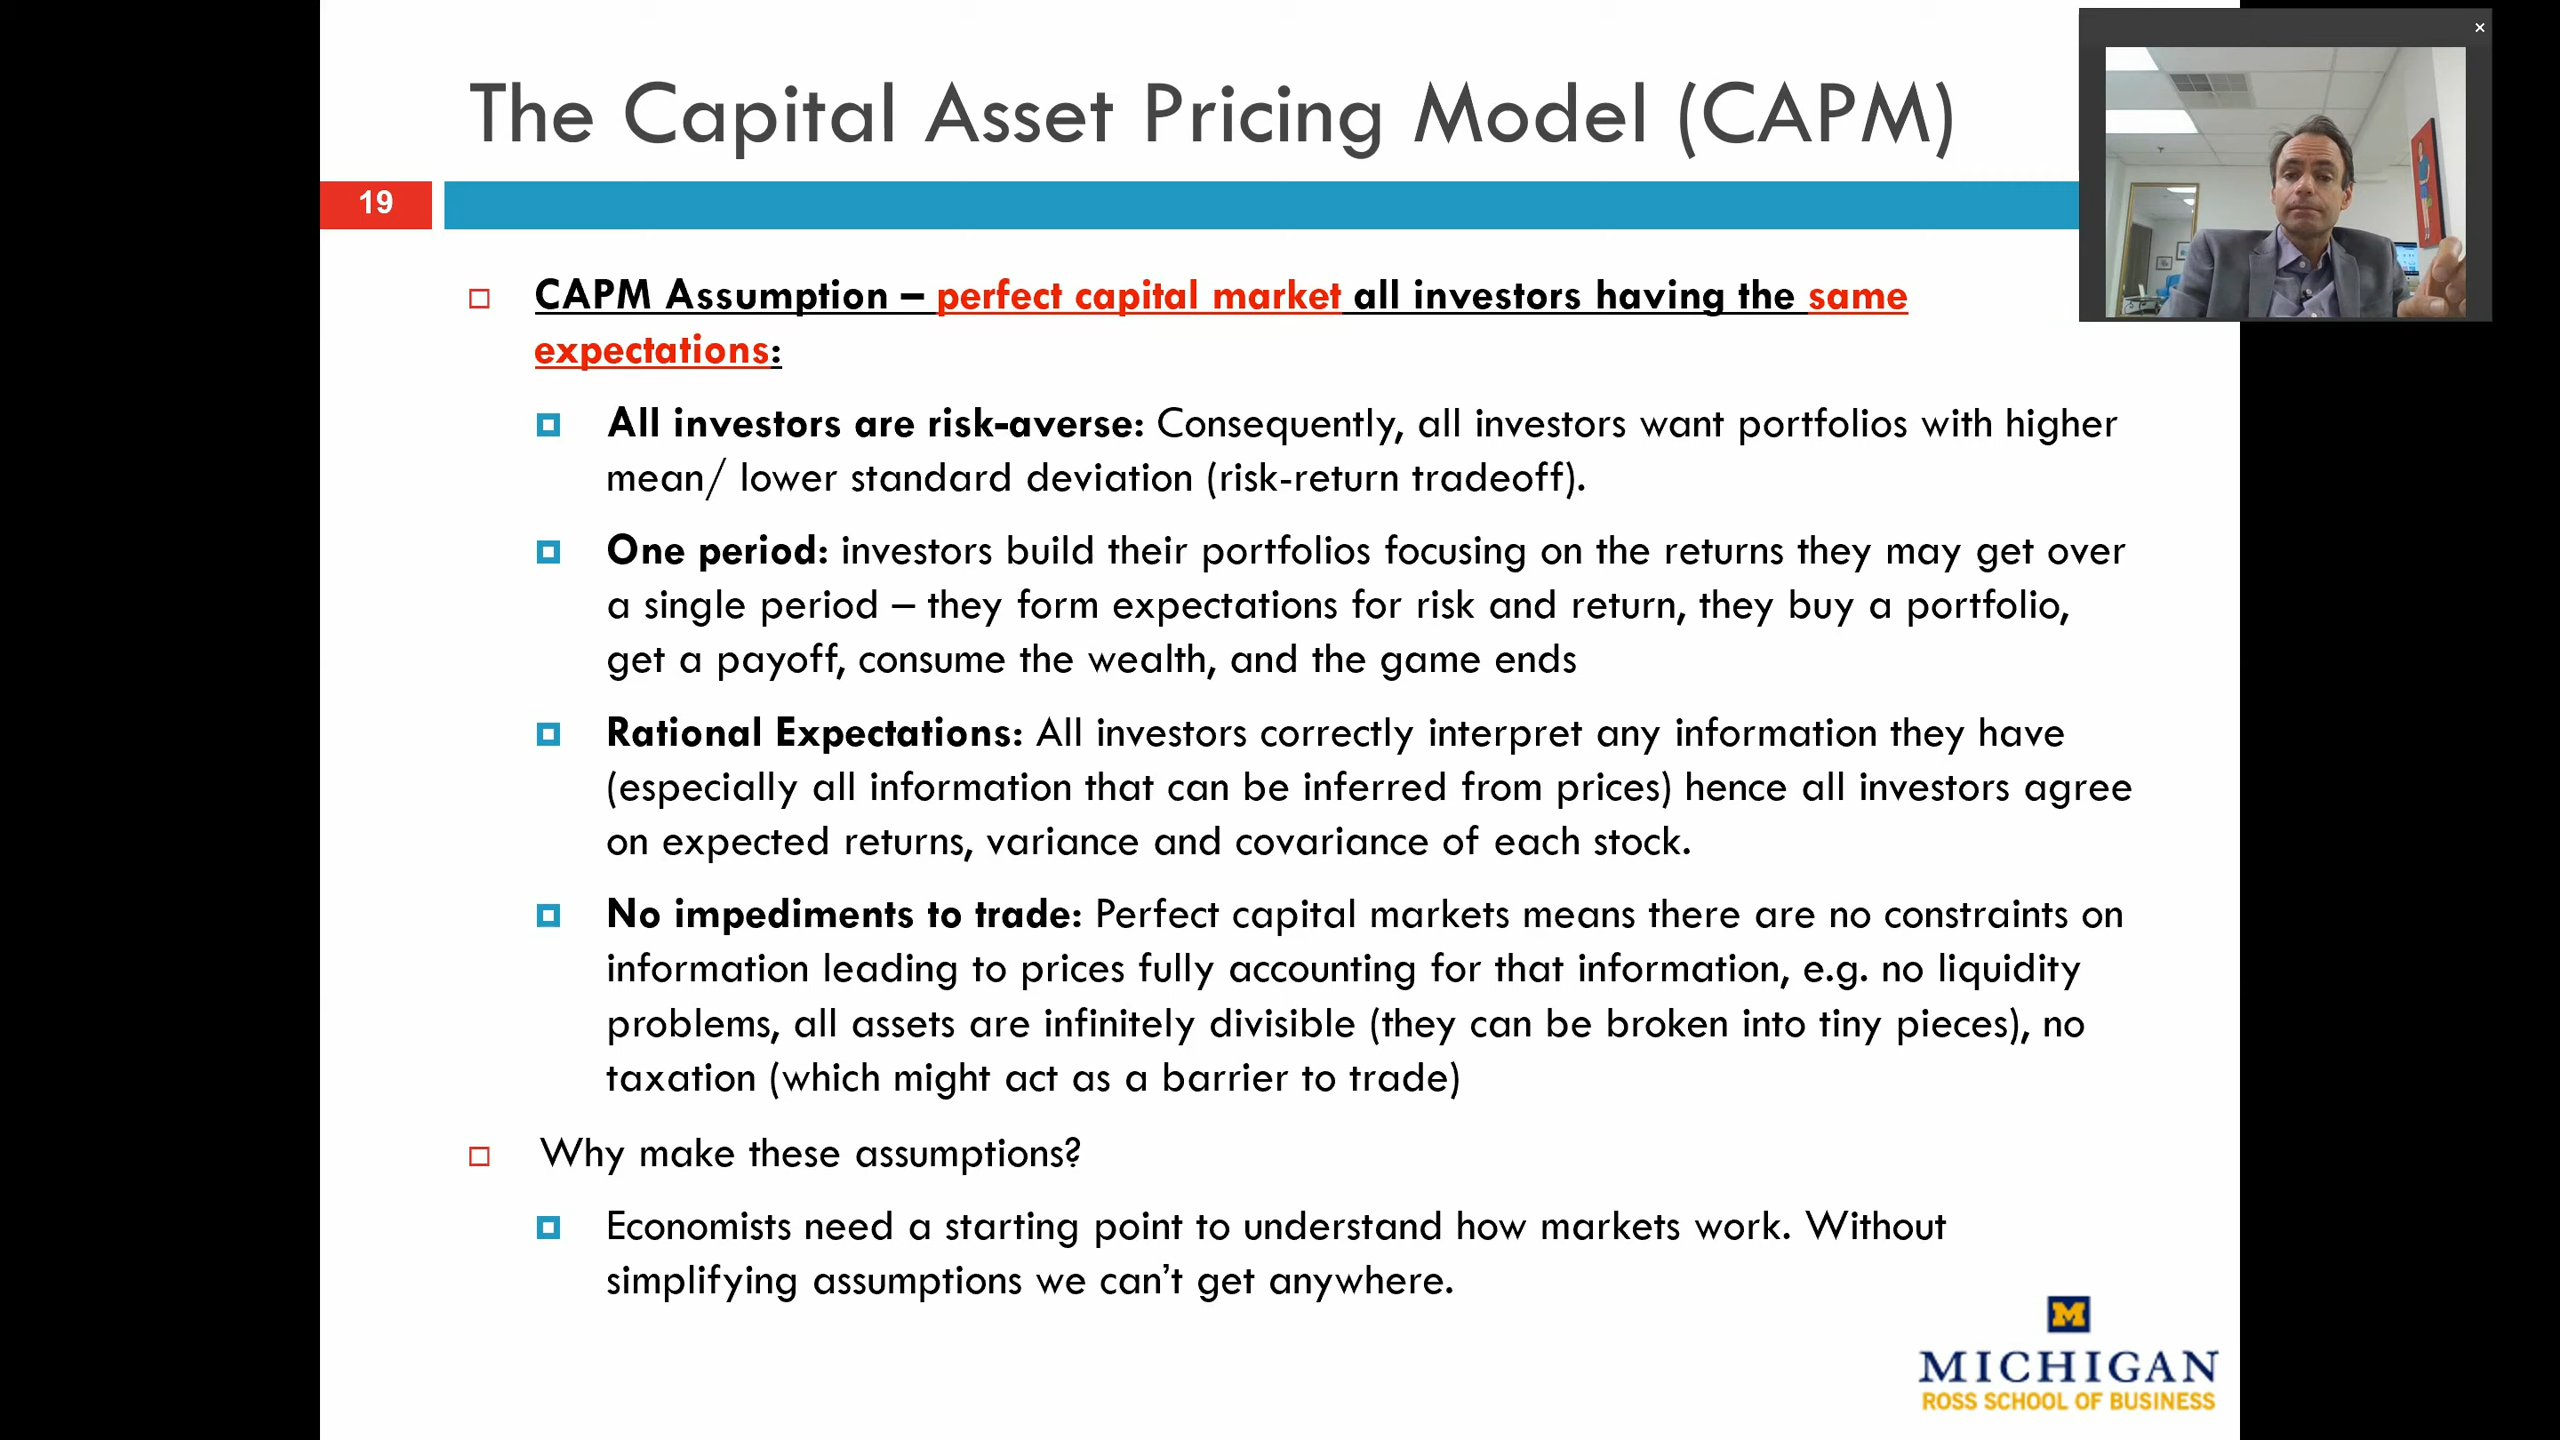 The Capital Asset Pricing Model (CAPM)
19
CAPM Assumption – perfect capital market all investors having the same
expectations:
All investors are risk-averse: Consequently, all investors want portfolios with higher
mean/ lower standard deviation (risk-return tradeoff).
One period: investors build their portfolios focusing on the returns they may get over
a single period – they form expectations for risk and return, they buy a portfolio,
get a payoff, consume the wealth, and the game ends
Rational Expectations: All investors correctly interpret any information they have
(especially all information that can be inferred from prices) hence all investors agree
on expected returns, variance and covariance of each stock.
No impediments to trade: Perfect capital markets means there are no constraints on
information leading to prices fully accounting for that information, e.g. no liquidity
problems, all assets are infinitely divisible (they can be broken into tiny pieces), no
taxation (which might act as a barrier to trade)
Why make these assumptions?
Economists need a starting point to understand how markets work. Without
simplifying assumptions we can’t get anywhere.
M
MICHIGAN
ROSS SCHOOL OF BUSINESS